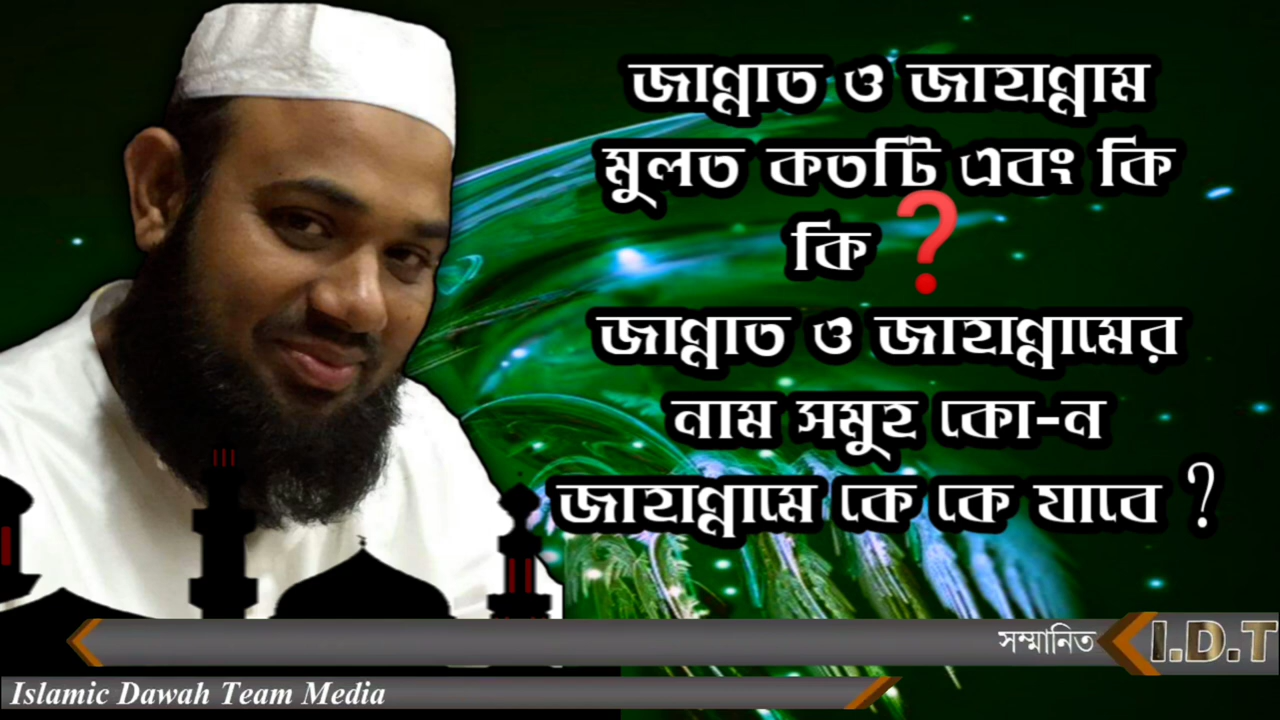 জান্নাত ও জাহান্নাম
মুলত কতটি এবং কি
কি ❓
জান্নাত ও জাহান্নামের
নাম সমুহ কো-ন
জাহান্নামে কে কে যাবে ?
সম্মানিত I.D.T
Islamic Dawah Team Media